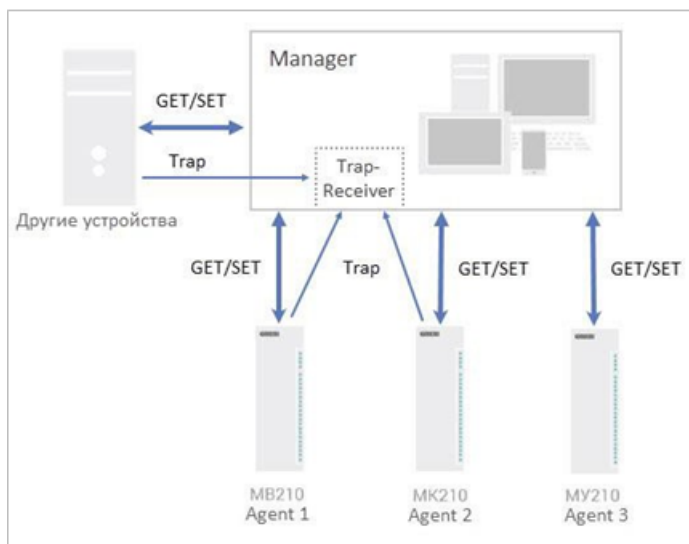 Manager
GET/SET
Trap
Trap-
Receiver
Другие устройства
GET/SET
Trap
GET/SET
GET/SET
МВ210
Agent 1
МК210
Agent 2
МУ210
Agent 3